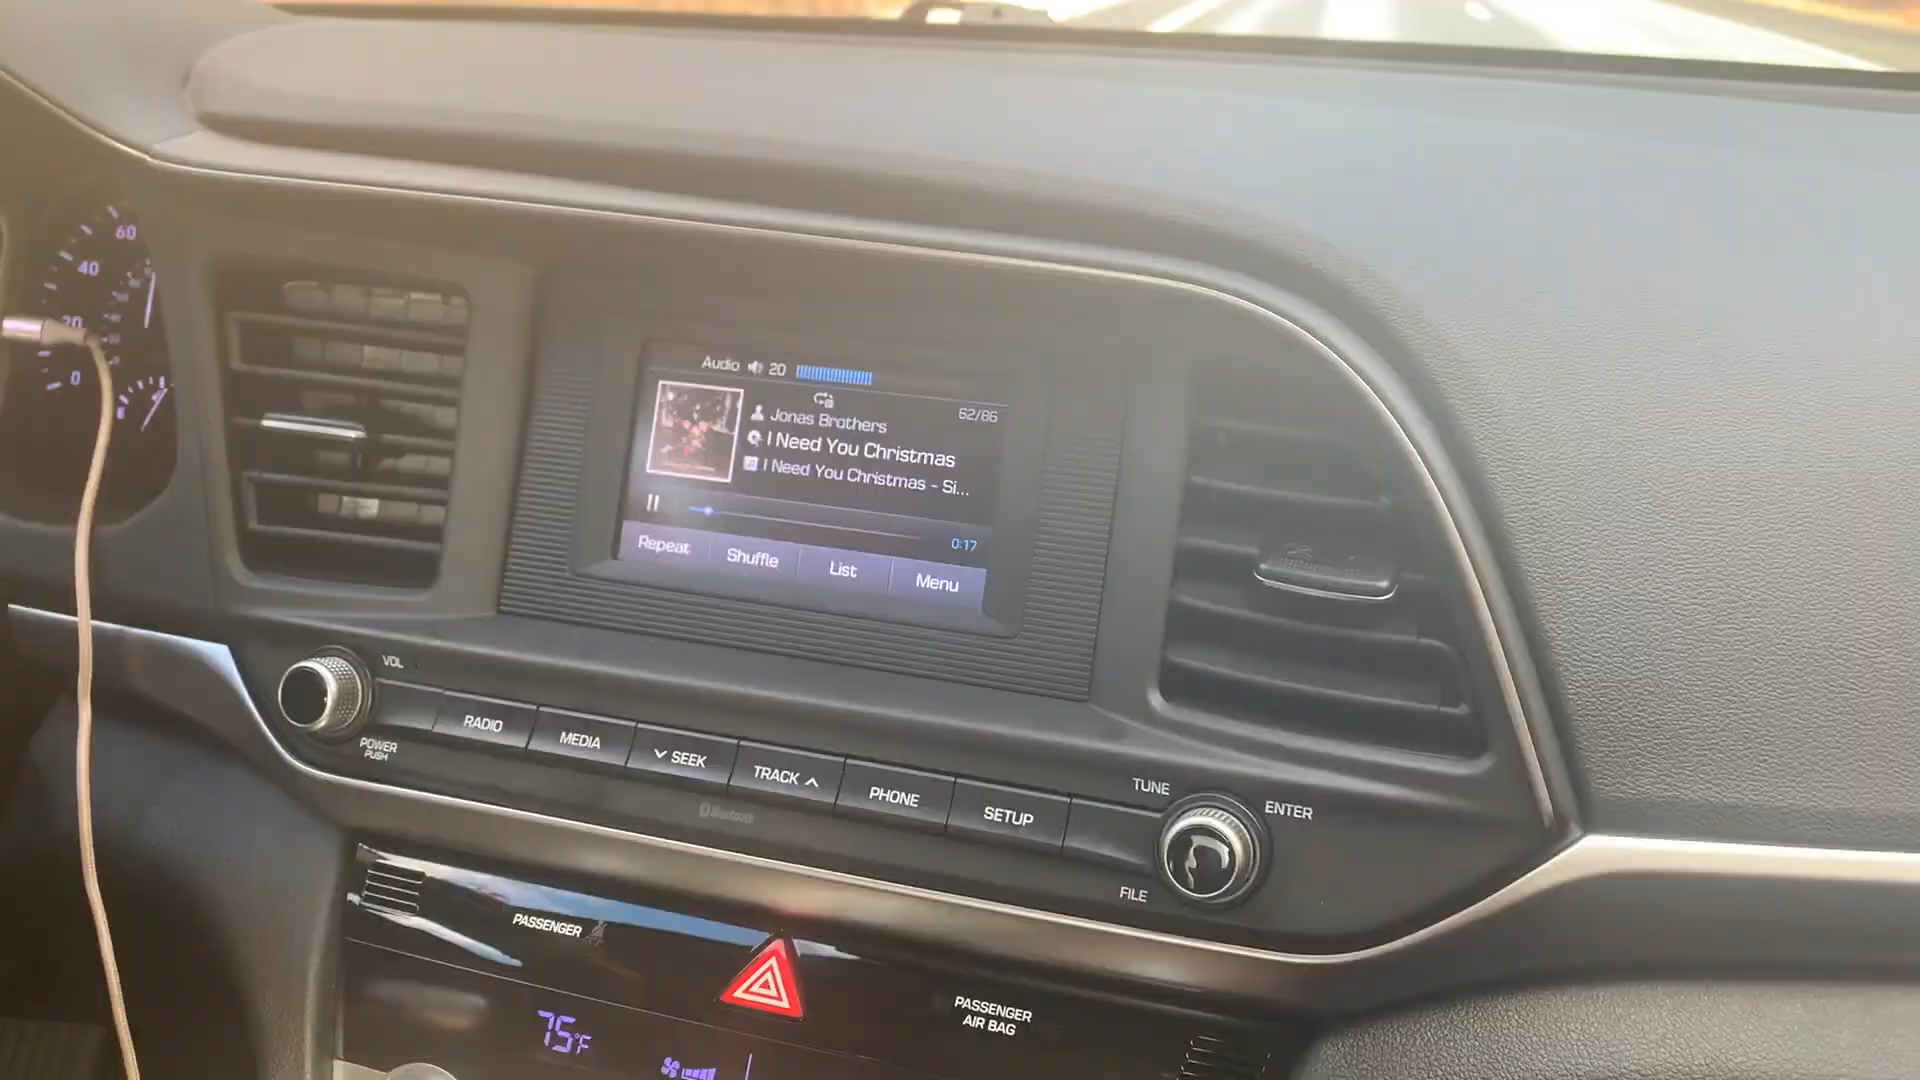 60
40
20
0
Audio 20
62/86
Jonas Brothers
I Need You Christmas
I Need You Christmas - Si...
0:17
Repeat Shuffle List Menu
VOL
POWER
PUSH
RADIO
MEDIA
SEEK
TRACK
PHONE
SETUP
TUNE
ENTER
FILE
Bluetooth
PASSENGER
PASSENGER
AIR BAG
75°F